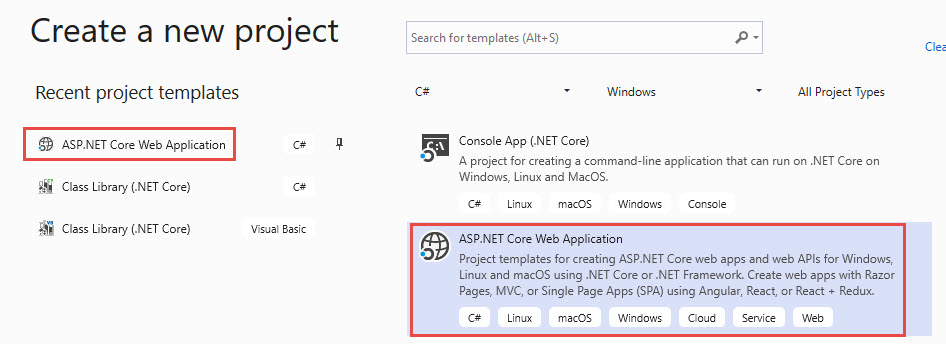 Create a new project
Search for templates (Alt+S)
Clea
Recent project templates
C#
Windows
All Project Types
ASP.NET Core Web Application
C#
Class Library (.NET Core)
C#
Class Library (.NET Core)
Visual Basic
Console App (.NET Core)
A project for creating a command-line application that can run on .NET Core on
Windows, Linux and MacOS.
C#
Linux
macOS
Windows
Console
ASP.NET Core Web Application
Project templates for creating ASP.NET Core web apps and web APIs for Windows,
Linux and macOS using .NET Core or .NET Framework. Create web apps with Razor
Pages, MVC, or Single Page Apps (SPA) using Angular, React, or React + Redux.
C#
Linux
macOS
Windows
Cloud
Service
Web